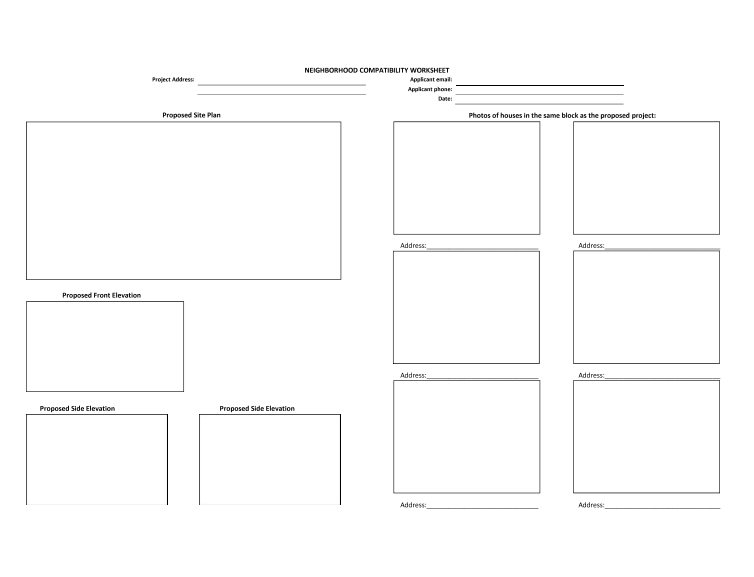 NEIGHBORHOOD COMPATIBILITY WORKSHEET
Project Address:
Applicant email:
Applicant phone:
Date:
Proposed Site Plan
Photos of houses in the same block as the proposed project:
Address:
Address:
Proposed Front Elevation
Address:
Address:
Proposed Side Elevation
Proposed Side Elevation
Address:
Address: